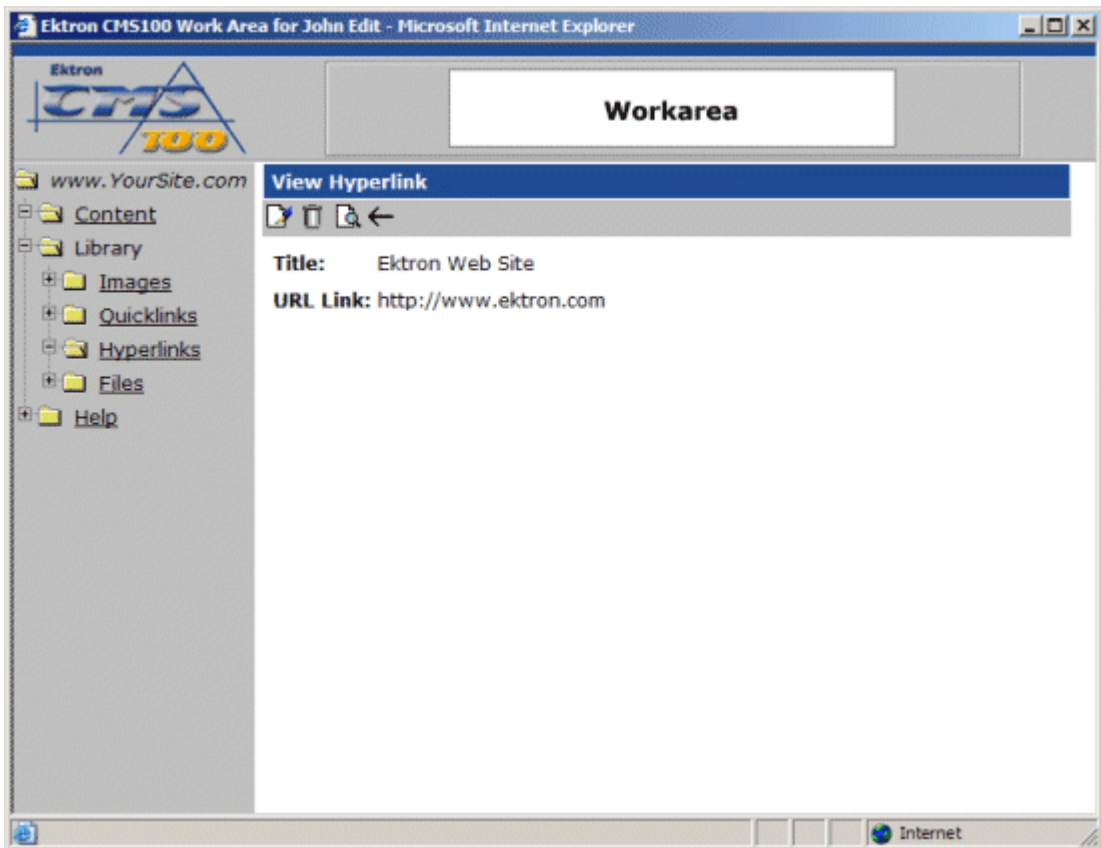 Ektron CMS100 Work Area for John Edit - Microsoft Internet Explorer
Ektron
CMS
100
Workarea
www.YourSite.com
Content
Library
Images
Quicklinks
Hyperlinks
Files
Help
View Hyperlink
Title: Ektron Web Site
URL Link: http://www.ektron.com
Internet